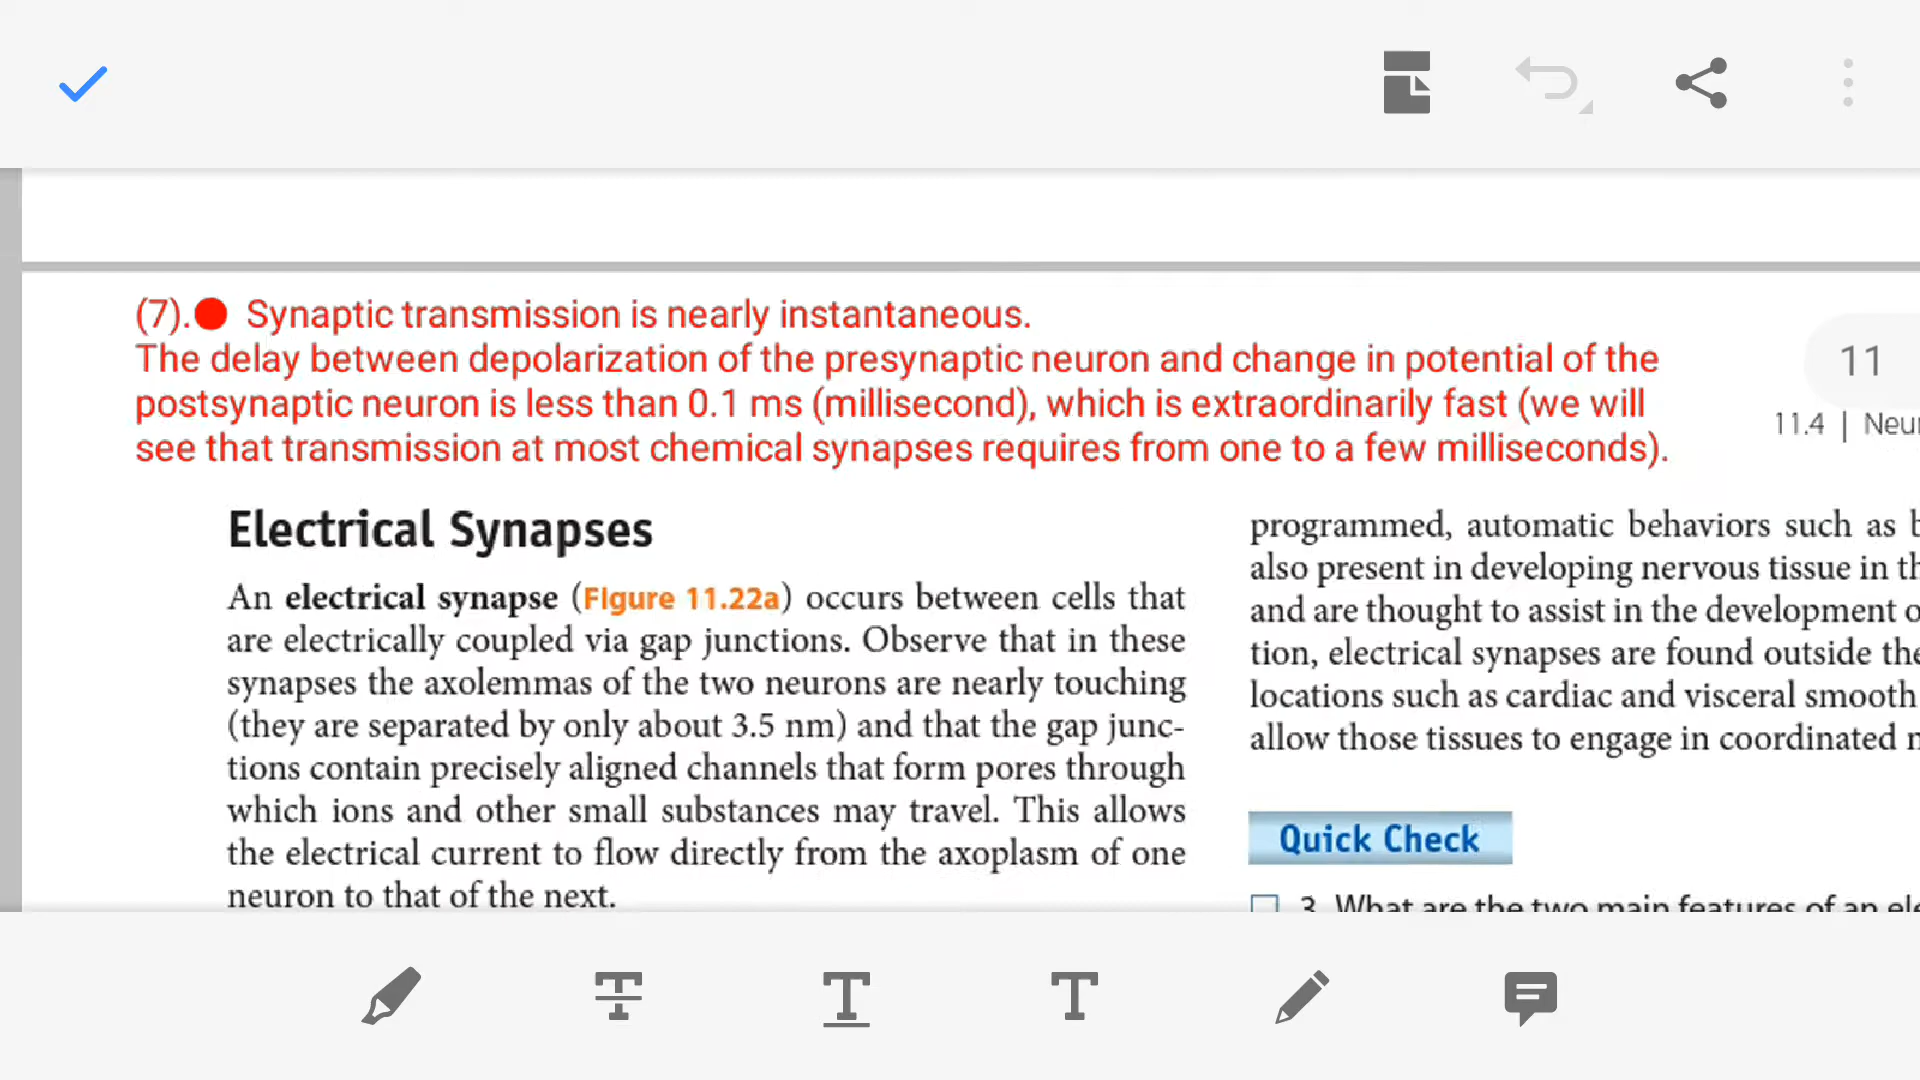 (7). Synaptic transmission is nearly instantaneous.
The delay between depolarization of the presynaptic neuron and change in potential of the
postsynaptic neuron is less than 0.1 ms (millisecond), which is extraordinarily fast (we will
see that transmission at most chemical synapses requires from one to a few milliseconds).
11
11.4 | Neu
Electrical Synapses
An electrical synapse (Figure 11.22a) occurs between cells that
are electrically coupled via gap junctions. Observe that in these
synapses the axolemmas of the two neurons are nearly touching
(they are separated by only about 3.5 nm) and that the gap junc-
tions contain precisely aligned channels that form pores through
which ions and other small substances may travel. This allows
the electrical current to flow directly from the axoplasm of one
neuron to that of the next.
programmed, automatic behaviors such as
also present in developing nervous tissue in
and are thought to assist in the development
tion, electrical synapses are found outside the
locations such as cardiac and visceral smooth
allow those tissues to engage in coordinated
Quick Check
3. What are the two main features of an